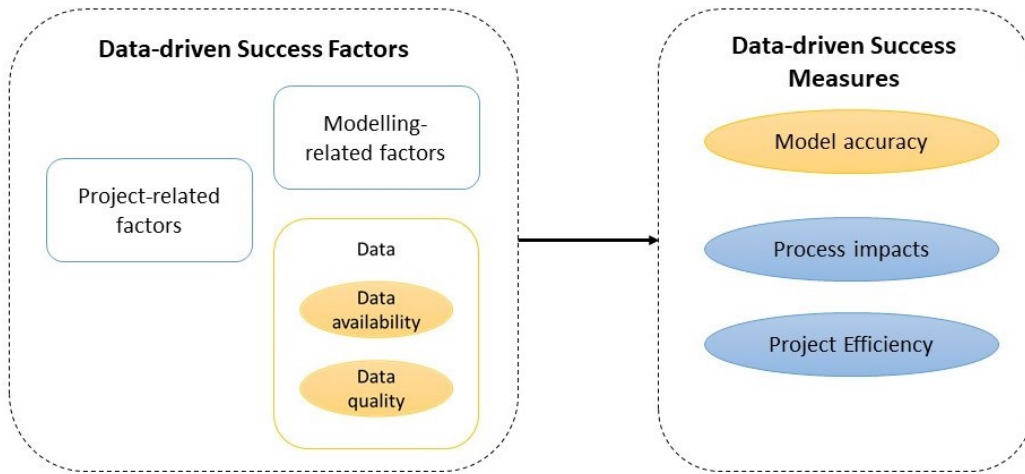 Data-driven Success Factors
Modelling-
related factors
Project-related
factors
Data
Data
availability
Data
quality
Data-driven Success
Measures
Model accuracy
Process impacts
Project Efficiency